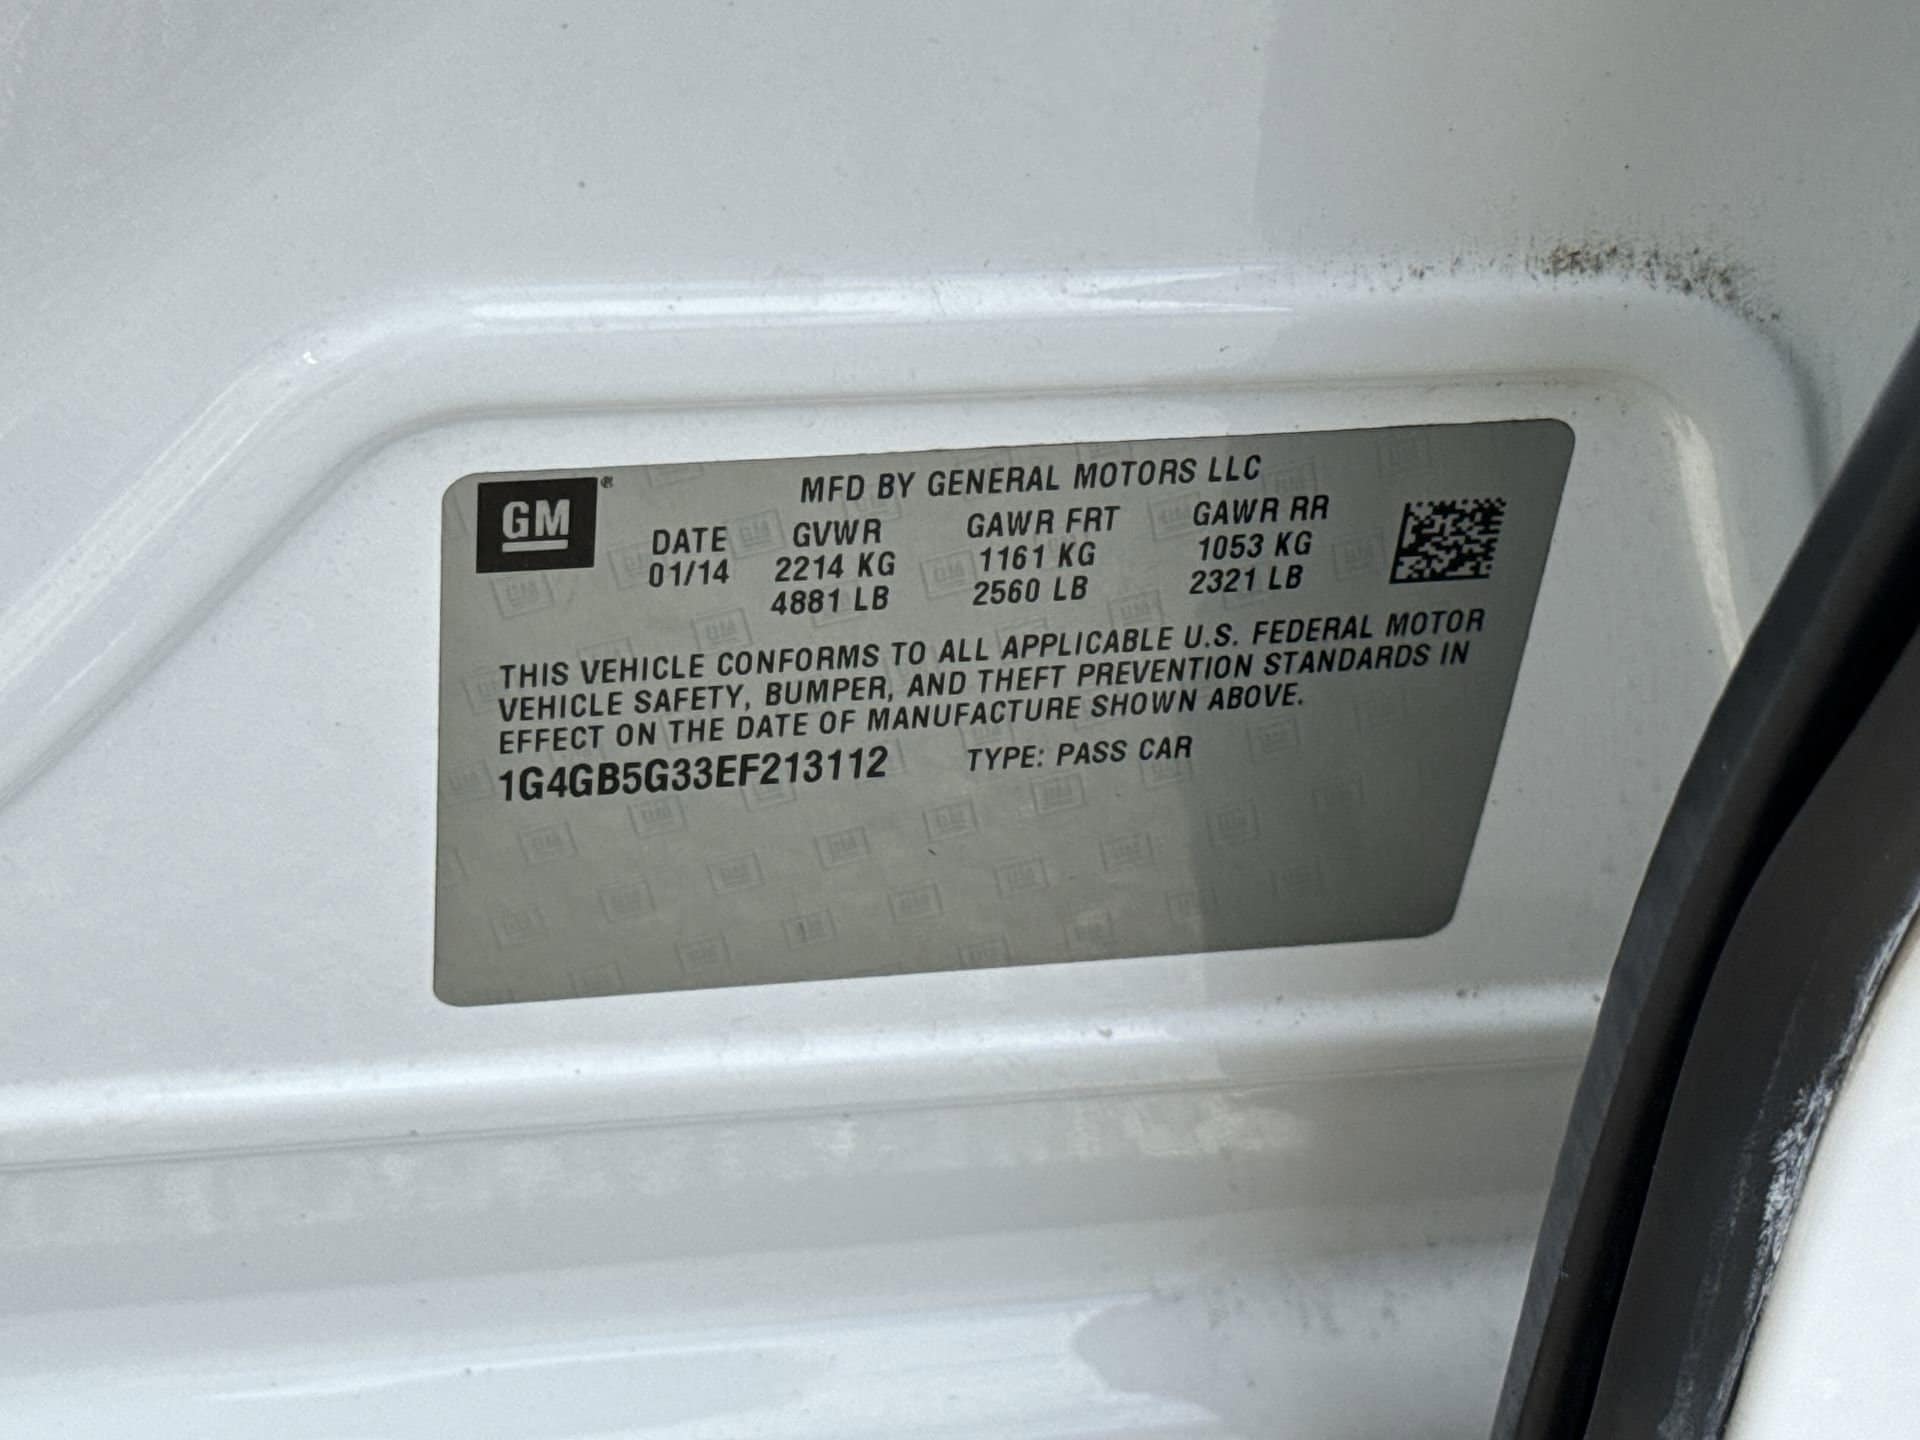 GM®
MFD BY GENERAL MOTORS LLC
DATE GVWR GAWR FRT GAWR RR
01/14 2214 KG 1161 KG 1053 KG
4881 LB 2560 LB 2321 LB
THIS VEHICLE CONFORMS TO ALL APPLICABLE U.S. FEDERAL MOTOR
VEHICLE SAFETY, BUMPER, AND THEFT PREVENTION STANDARDS IN
EFFECT ON THE DATE OF MANUFACTURE SHOWN ABOVE.
1G4GB5G33EF213112 TYPE: PASS CAR